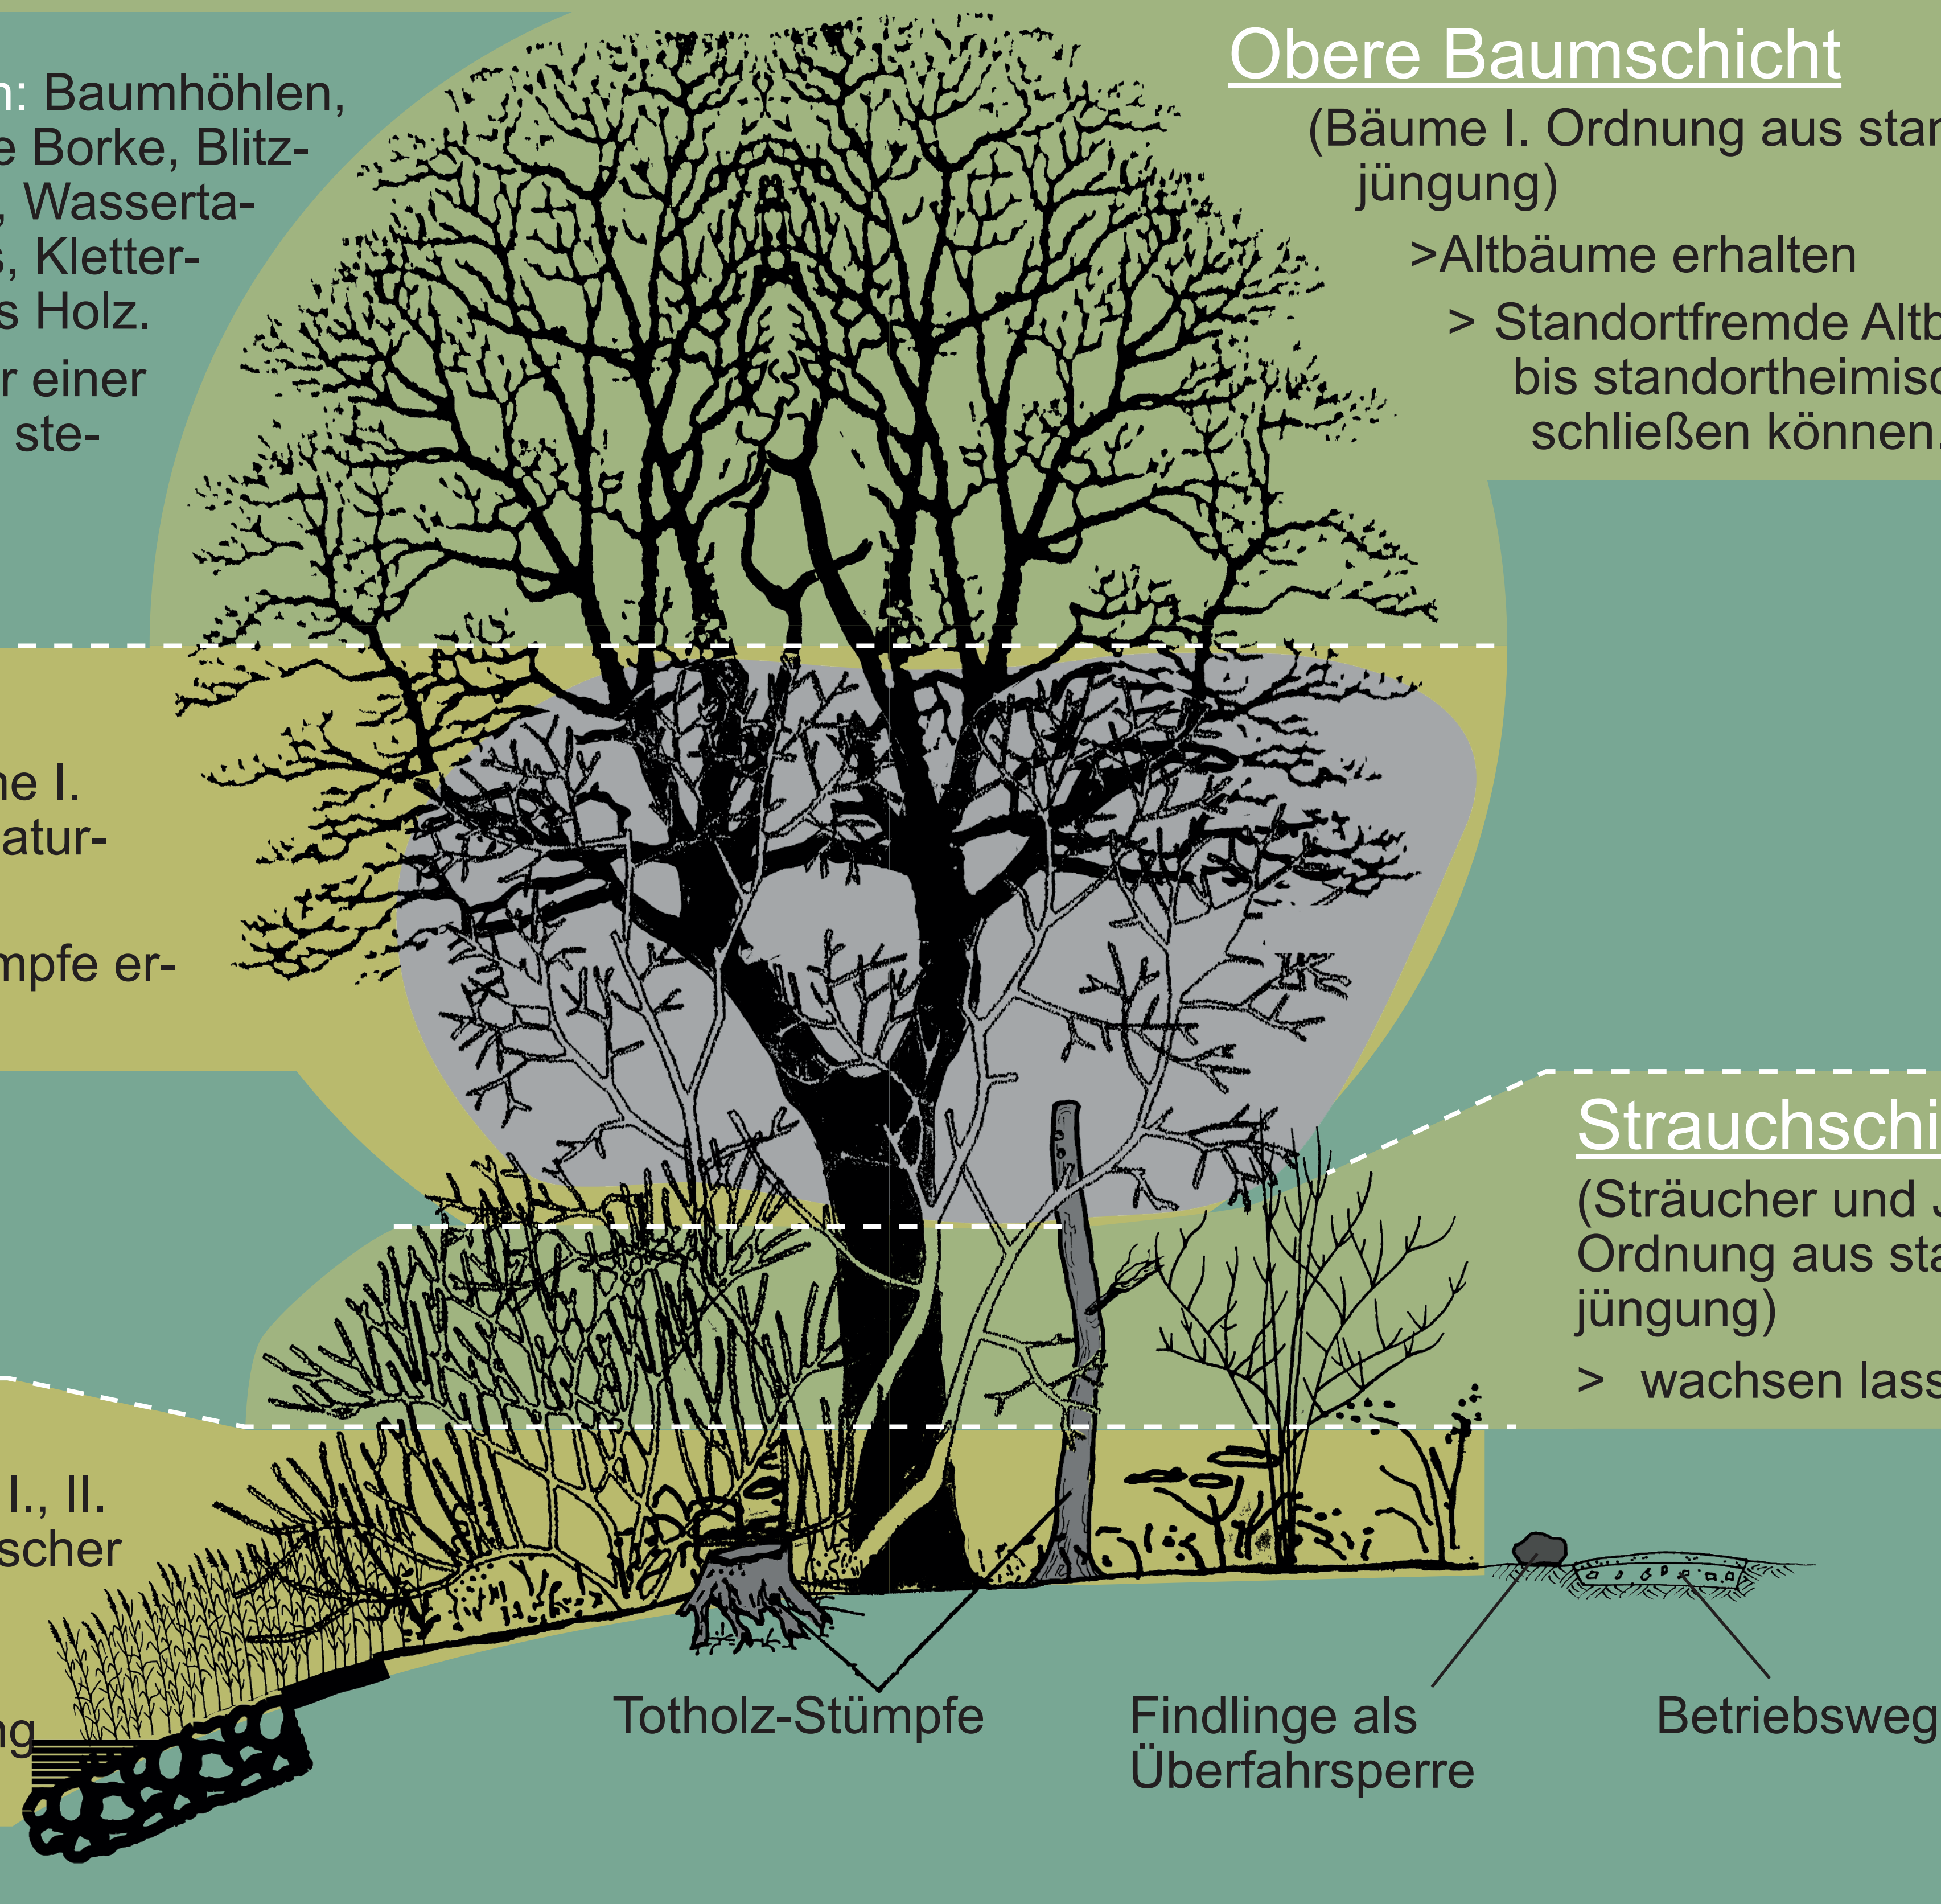 n: Baumhöhlen,
e Borke, Blitz-
, Wasserta-
s, Kletter-
s Holz.
r einer
ste-
Obere Baumschicht
(Bäume I. Ordnung aus stan
jüngung)
>Altbäume erhalten
> Standortfremde Altb
bis standortheimisc
schließen können.
ne I.
atur-
mpfe er-
Strauchschi
(Sträucher und J
Ordnung aus sta
jüngung)
> wachsen lass
I., II.
scher
ng
Totholz-Stümpfe
Findlinge als
Überfahrsperre
Betriebsweg